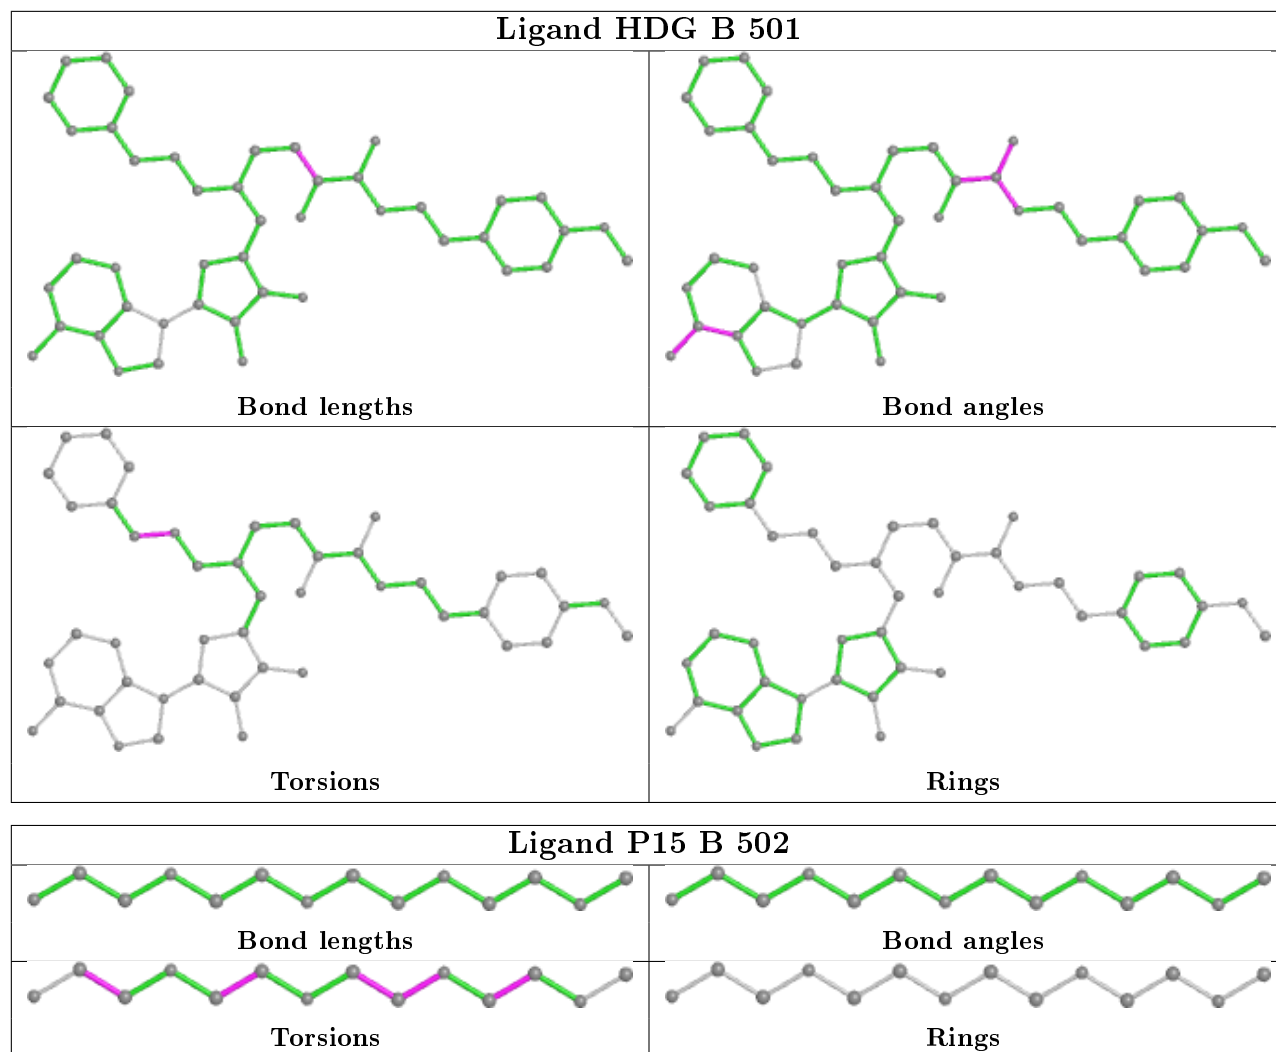 Ligand HDG B 501
Bond lengths
Bond angles
Torsions
Rings
Ligand P15 B 502
Bond lengths
Bond angles
Torsions
Rings